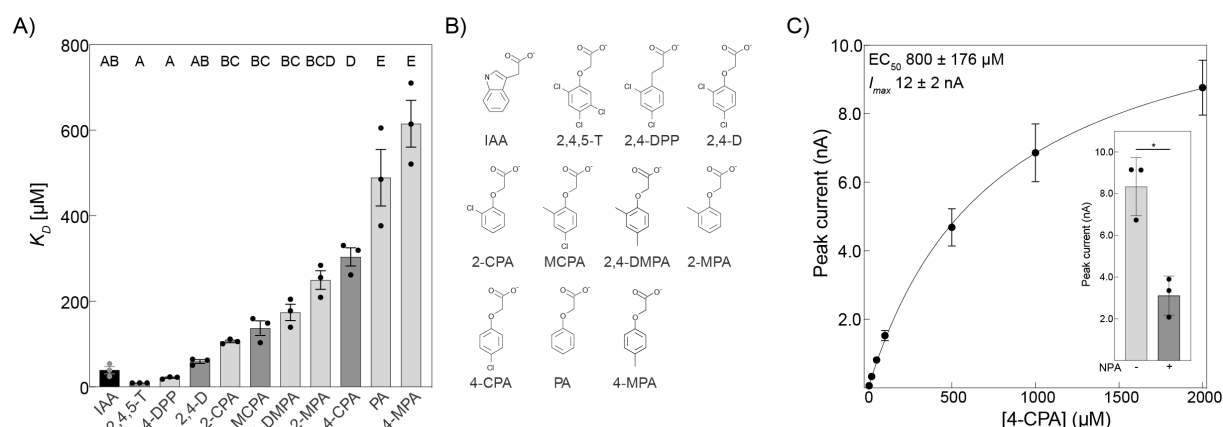 A)
K_D [µM]
800
600
400
200
0
AB A A AB BC BC BC BCD D E E
IAA
2,4,5-T
4-DPP
2,4-D
2-CPA
MCPA
DMPA
2-MPA
4-CPA
PA
4-MPA
B)
IAA 2,4,5-T 2,4-DPP 2,4-D
2-CPA MCPA 2,4-DMPA 2-MPA
4-CPA PA 4-MPA
C)
Peak current (nA)
10.0
8.0
6.0
4.0
2.0
0 500 1000 1500 2000
[4-CPA] (µM)
EC50 800 ± 176 µM
Imax 12 ± 2 nA
Peak current (nA)
10.0
8.0
6.0
4.0
2.0
*
NPA - +